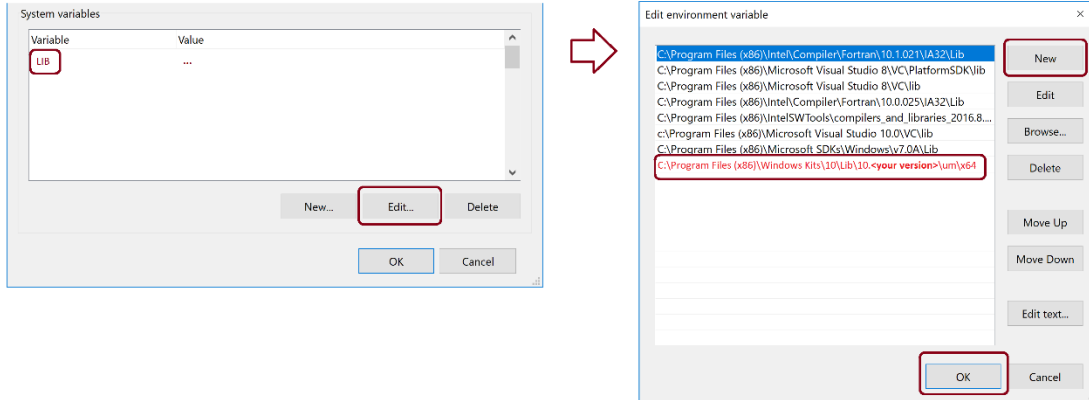 System variables
Variable Value
LIB ...
New... Edit... Delete
OK Cancel
Edit environment variable
C:\Program Files (x86)\Intel\Compiler\Fortran\10.1.021\IA32\Lib
C:\Program Files (x86)\Microsoft Visual Studio 8\VC\PlatformSDK\lib
C:\Program Files (x86)\Microsoft Visual Studio 8\VC\lib
C:\Program Files (x86)\Intel\Compiler\Fortran\10.0.025\IA32\Lib
C:\Program Files (x86)\IntelSWTools\compilers_and_libraries_2016.8....
c:\Program Files (x86)\Microsoft Visual Studio 10.0\VC\lib
C:\Program Files (x86)\Microsoft SDKs\Windows\v7.0A\Lib
C:\Program Files (x86)\Windows Kits\10\Lib\10.<your version>\um\x64
New
Edit
Browse...
Delete
Move Up
Move Down
Edit text...
OK Cancel